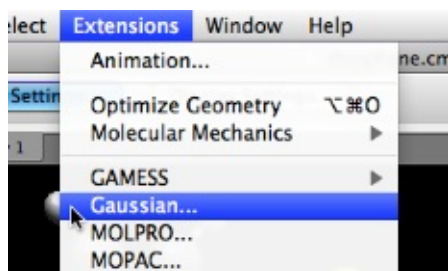 elect Extensions Window Help
Animation... ne.cm
Settin
Optimize Geometry ⌥⌘O
Molecular Mechanics ▶
1
GAMESS ▶
Gaussian...
MOLPRO...
MOPAC...